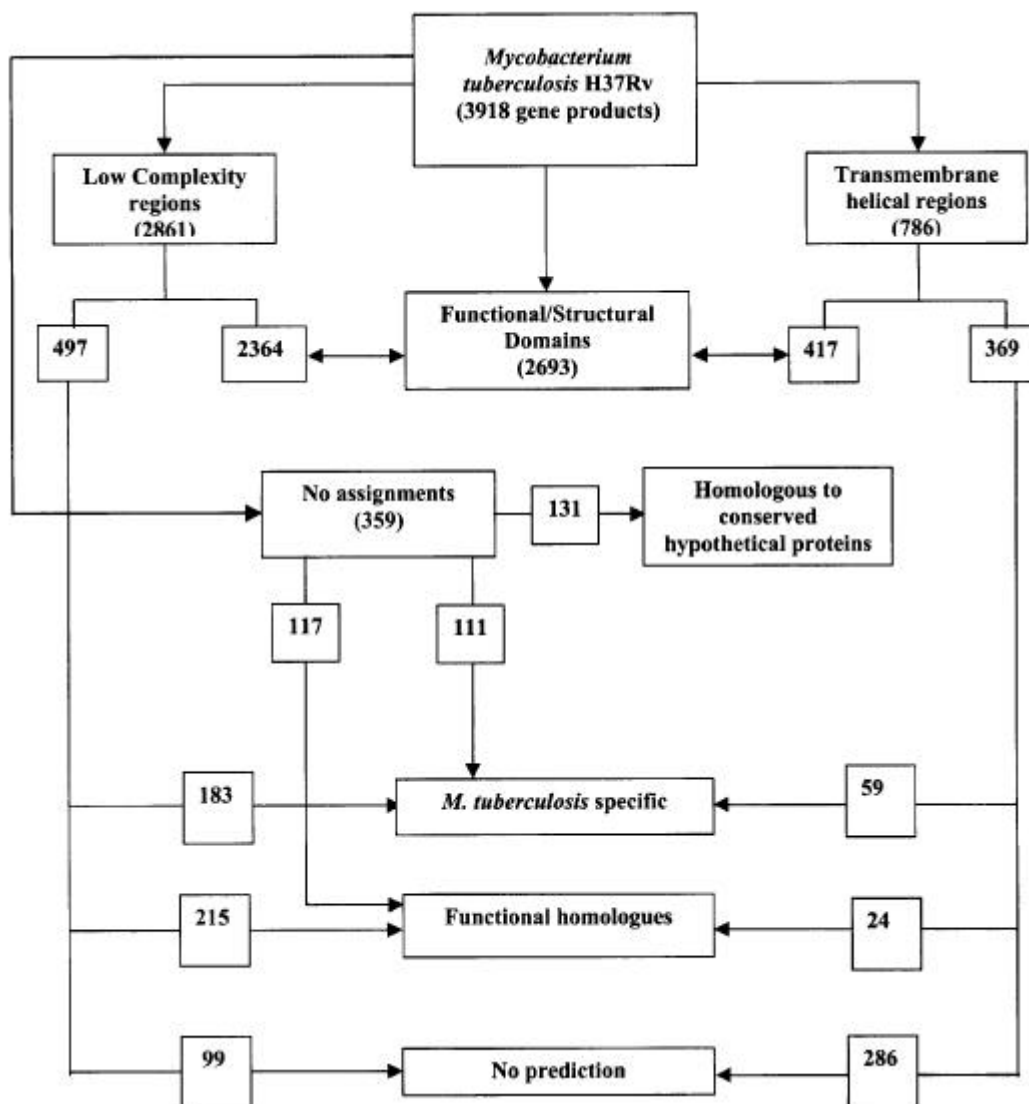 Mycobacterium
tuberculosis H37Rv
(3918 gene products)
Low Complexity
regions
(2861)
Transmembrane
helical regions
(786)
497
2364
Functional/Structural
Domains
(2693)
417
369
No assignments
(359)
131
Homologous to
conserved
hypothetical proteins
117
111
183
M. tuberculosis specific
59
215
Functional homologues
24
99
No prediction
286